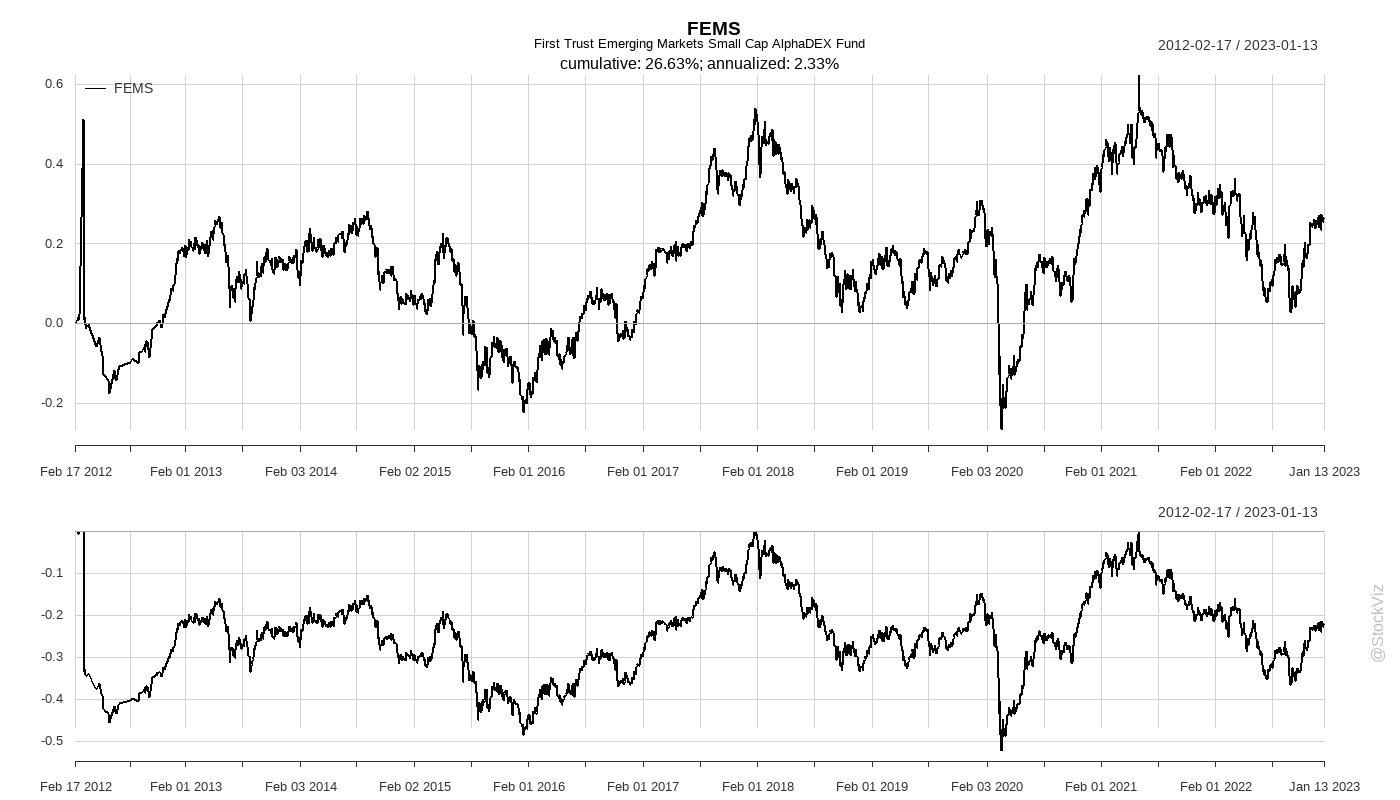 FEMS
First Trust Emerging Markets Small Cap AlphaDEX Fund
cumulative: 26.63%; annualized: 2.33%
2012-02-17 / 2023-01-13
FEMS
0.6
0.4
0.2
0.0
-0.2
Feb 17 2012 Feb 01 2013 Feb 03 2014 Feb 02 2015 Feb 01 2016 Feb 01 2017 Feb 01 2018 Feb 01 2019 Feb 03 2020 Feb 01 2021 Feb 01 2022 Jan 13 2023
2012-02-17 / 2023-01-13
-0.1
-0.2
-0.3
-0.4
-0.5
Feb 17 2012 Feb 01 2013 Feb 03 2014 Feb 02 2015 Feb 01 2016 Feb 01 2017 Feb 01 2018 Feb 01 2019 Feb 03 2020 Feb 01 2021 Feb 01 2022 Jan 13 2023
@StockViz